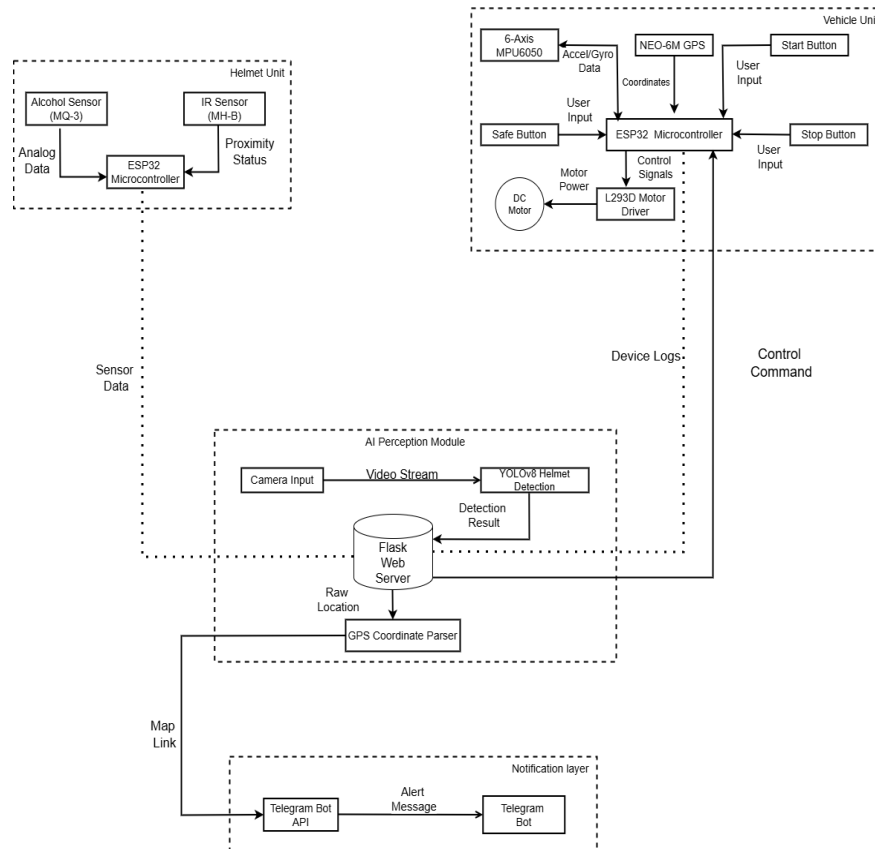 Vehicle Uni
6-Axis
MPU6050
Accel/Gyro
Data
NEO-6M GPS
Coordinates
Start Button
User
Input
Helmet Unit
Alcohol Sensor
(MQ-3)
IR Sensor
(MH-B)
Analog
Data
Proximity
Status
ESP32
Microcontroller
User
Input
Safe Button
ESP32 Microcontroller
Stop Button
User
Input
Control
Signals
Motor
Power
DC
Motor
L293D Motor
Driver
Sensor
Data
Device Logs
Control
Command
AI Perception Module
Camera Input
Video Stream
YOLOv8 Helmet
Detection
Detection
Result
Flask
Web
Server
Raw
Location
GPS Coordinate Parser
Map
Link
Notification layer
Telegram Bot
API
Alert
Message
Telegram
Bot